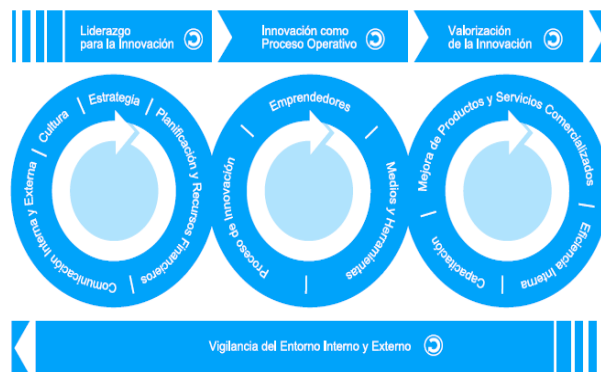 Liderazgo
para la Innovación
Innovación como
Proceso Operativo
Valorización
de la Innovación
Comunicación Interna y Externa
Cultura
Estrategia
Planificación y Recursos Financieros
Proceso de Innovación
Emprendedores
Medios y Herramientas
Mejora de Productos y Servicios Comercializados
Eficiencia Interna
Capacitación
Vigilancia del Entorno Interno y Externo